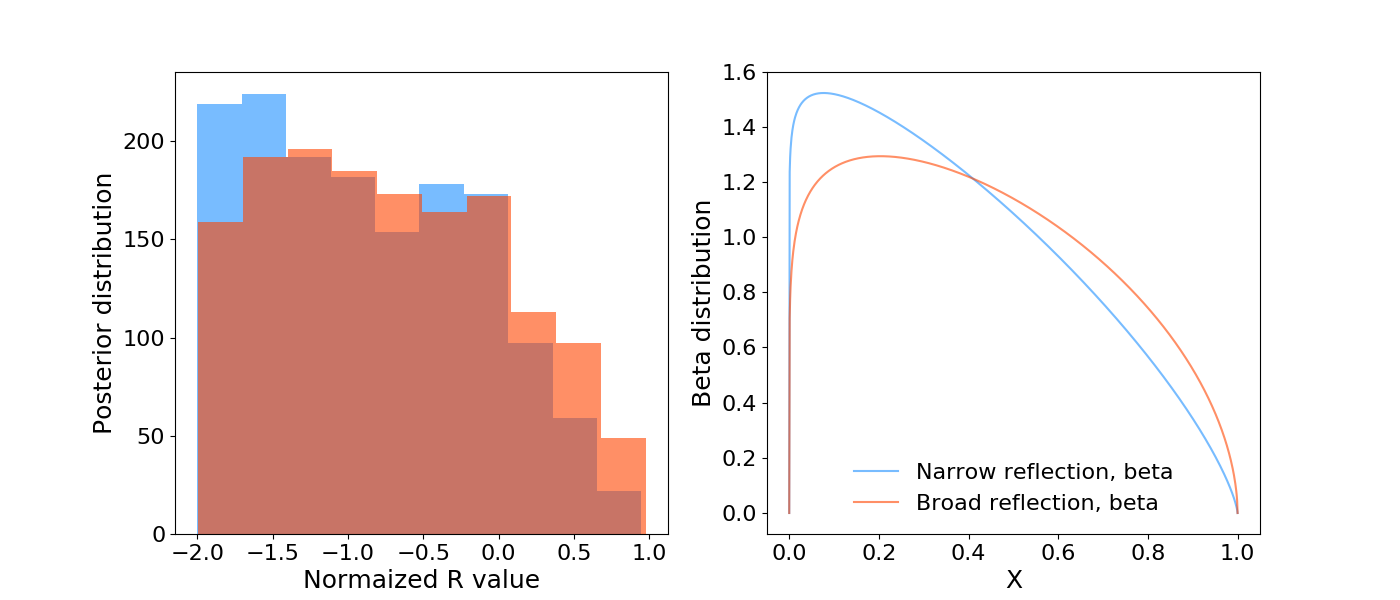 Posterior distribution
200
150
100
50
0
−2.0 −1.5 −1.0 −0.5 0.0 0.5 1.0
Normaized R value
Beta distribution
1.6
1.4
1.2
1.0
0.8
0.6
0.4
0.2
0.0
Narrow reflection, beta
Broad reflection, beta
0.0 0.2 0.4 0.6 0.8 1.0
X